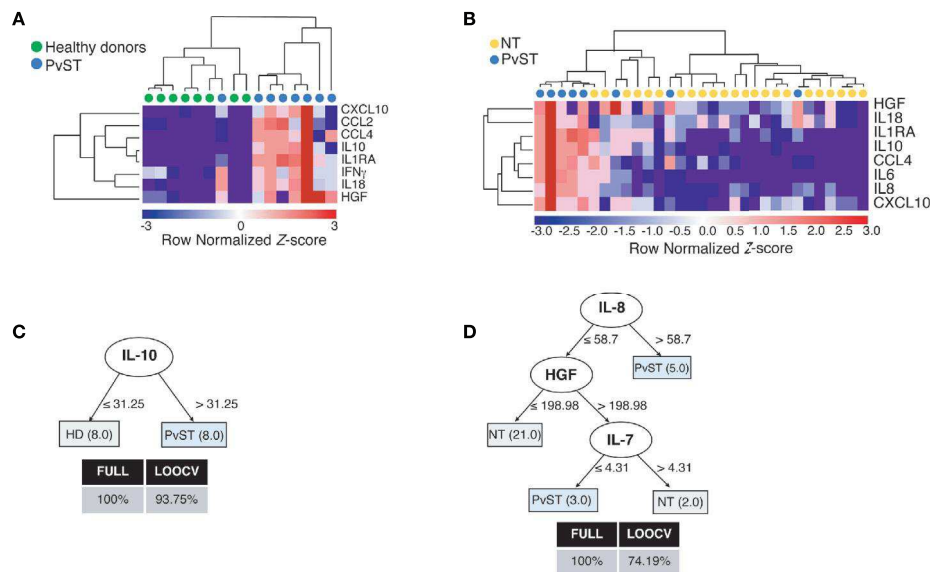 A
Healthy donors
PvST
CXCL10
CCL2
CCL4
IL10
IL1RA
IFNγ
IL18
HGF
-3 0 3
Row Normalized Z-score
B
NT
PvST
HGF
IL18
IL1RA
IL10
CCL4
IL6
IL8
CXCL10
-3.0 -2.5 -2.0 -1.5 -1.0 -0.5 0.0 0.5 1.0 1.5 2.0 2.5 3.0
Row Normalized Z-score
C
IL-10
≤ 31.25 > 31.25
HD (8.0) PvST (8.0)
FULL LOOCV
100% 93.75%
D
IL-8
≤ 58.7 > 58.7
HGF PvST (5.0)
≤ 198.98 > 198.98
NT (21.0) IL-7
≤ 4.31 > 4.31
PvST (3.0) NT (2.0)
FULL LOOCV
100% 74.19%